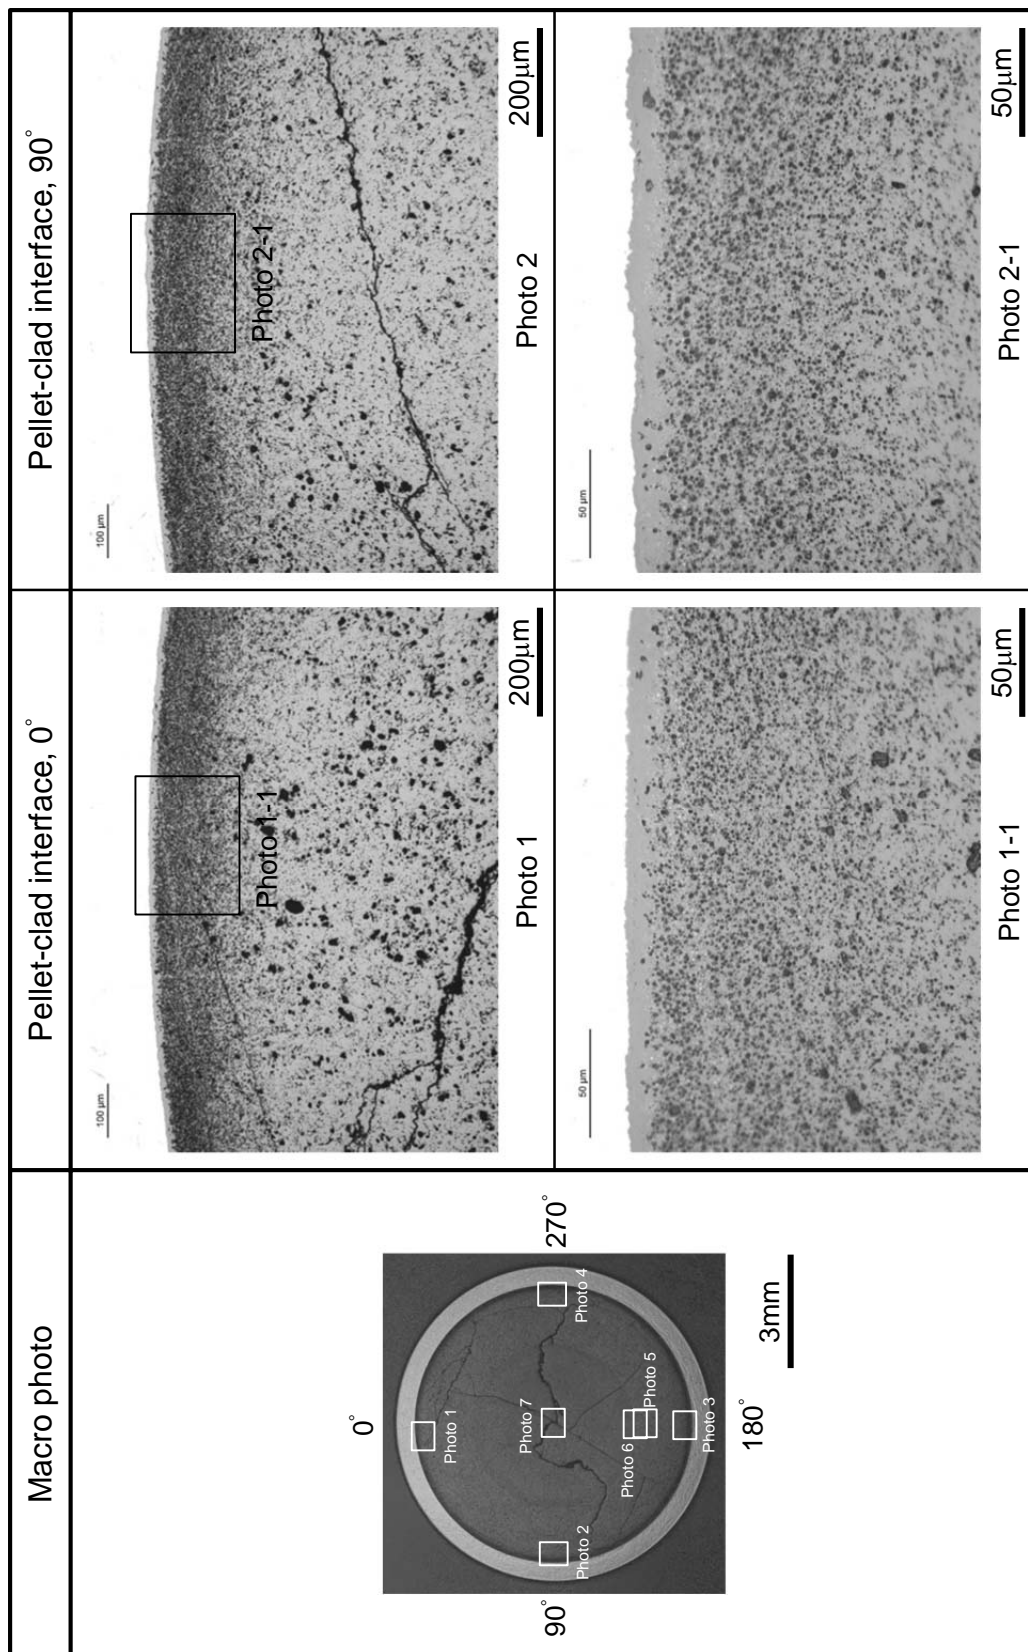 Macro photo
Pellet-clad interface, 0°
Pellet-clad interface, 90°
0°
90°
270°
180°
Photo 1
Photo 2
Photo 7
Photo 4
Photo 6
Photo 5
Photo 3
3mm
100 µm
Photo 1-1
Photo 1
200µm
100 µm
Photo 2-1
Photo 2
200µm
50 µm
Photo 1-1
50µm
50 µm
Photo 2-1
50µm